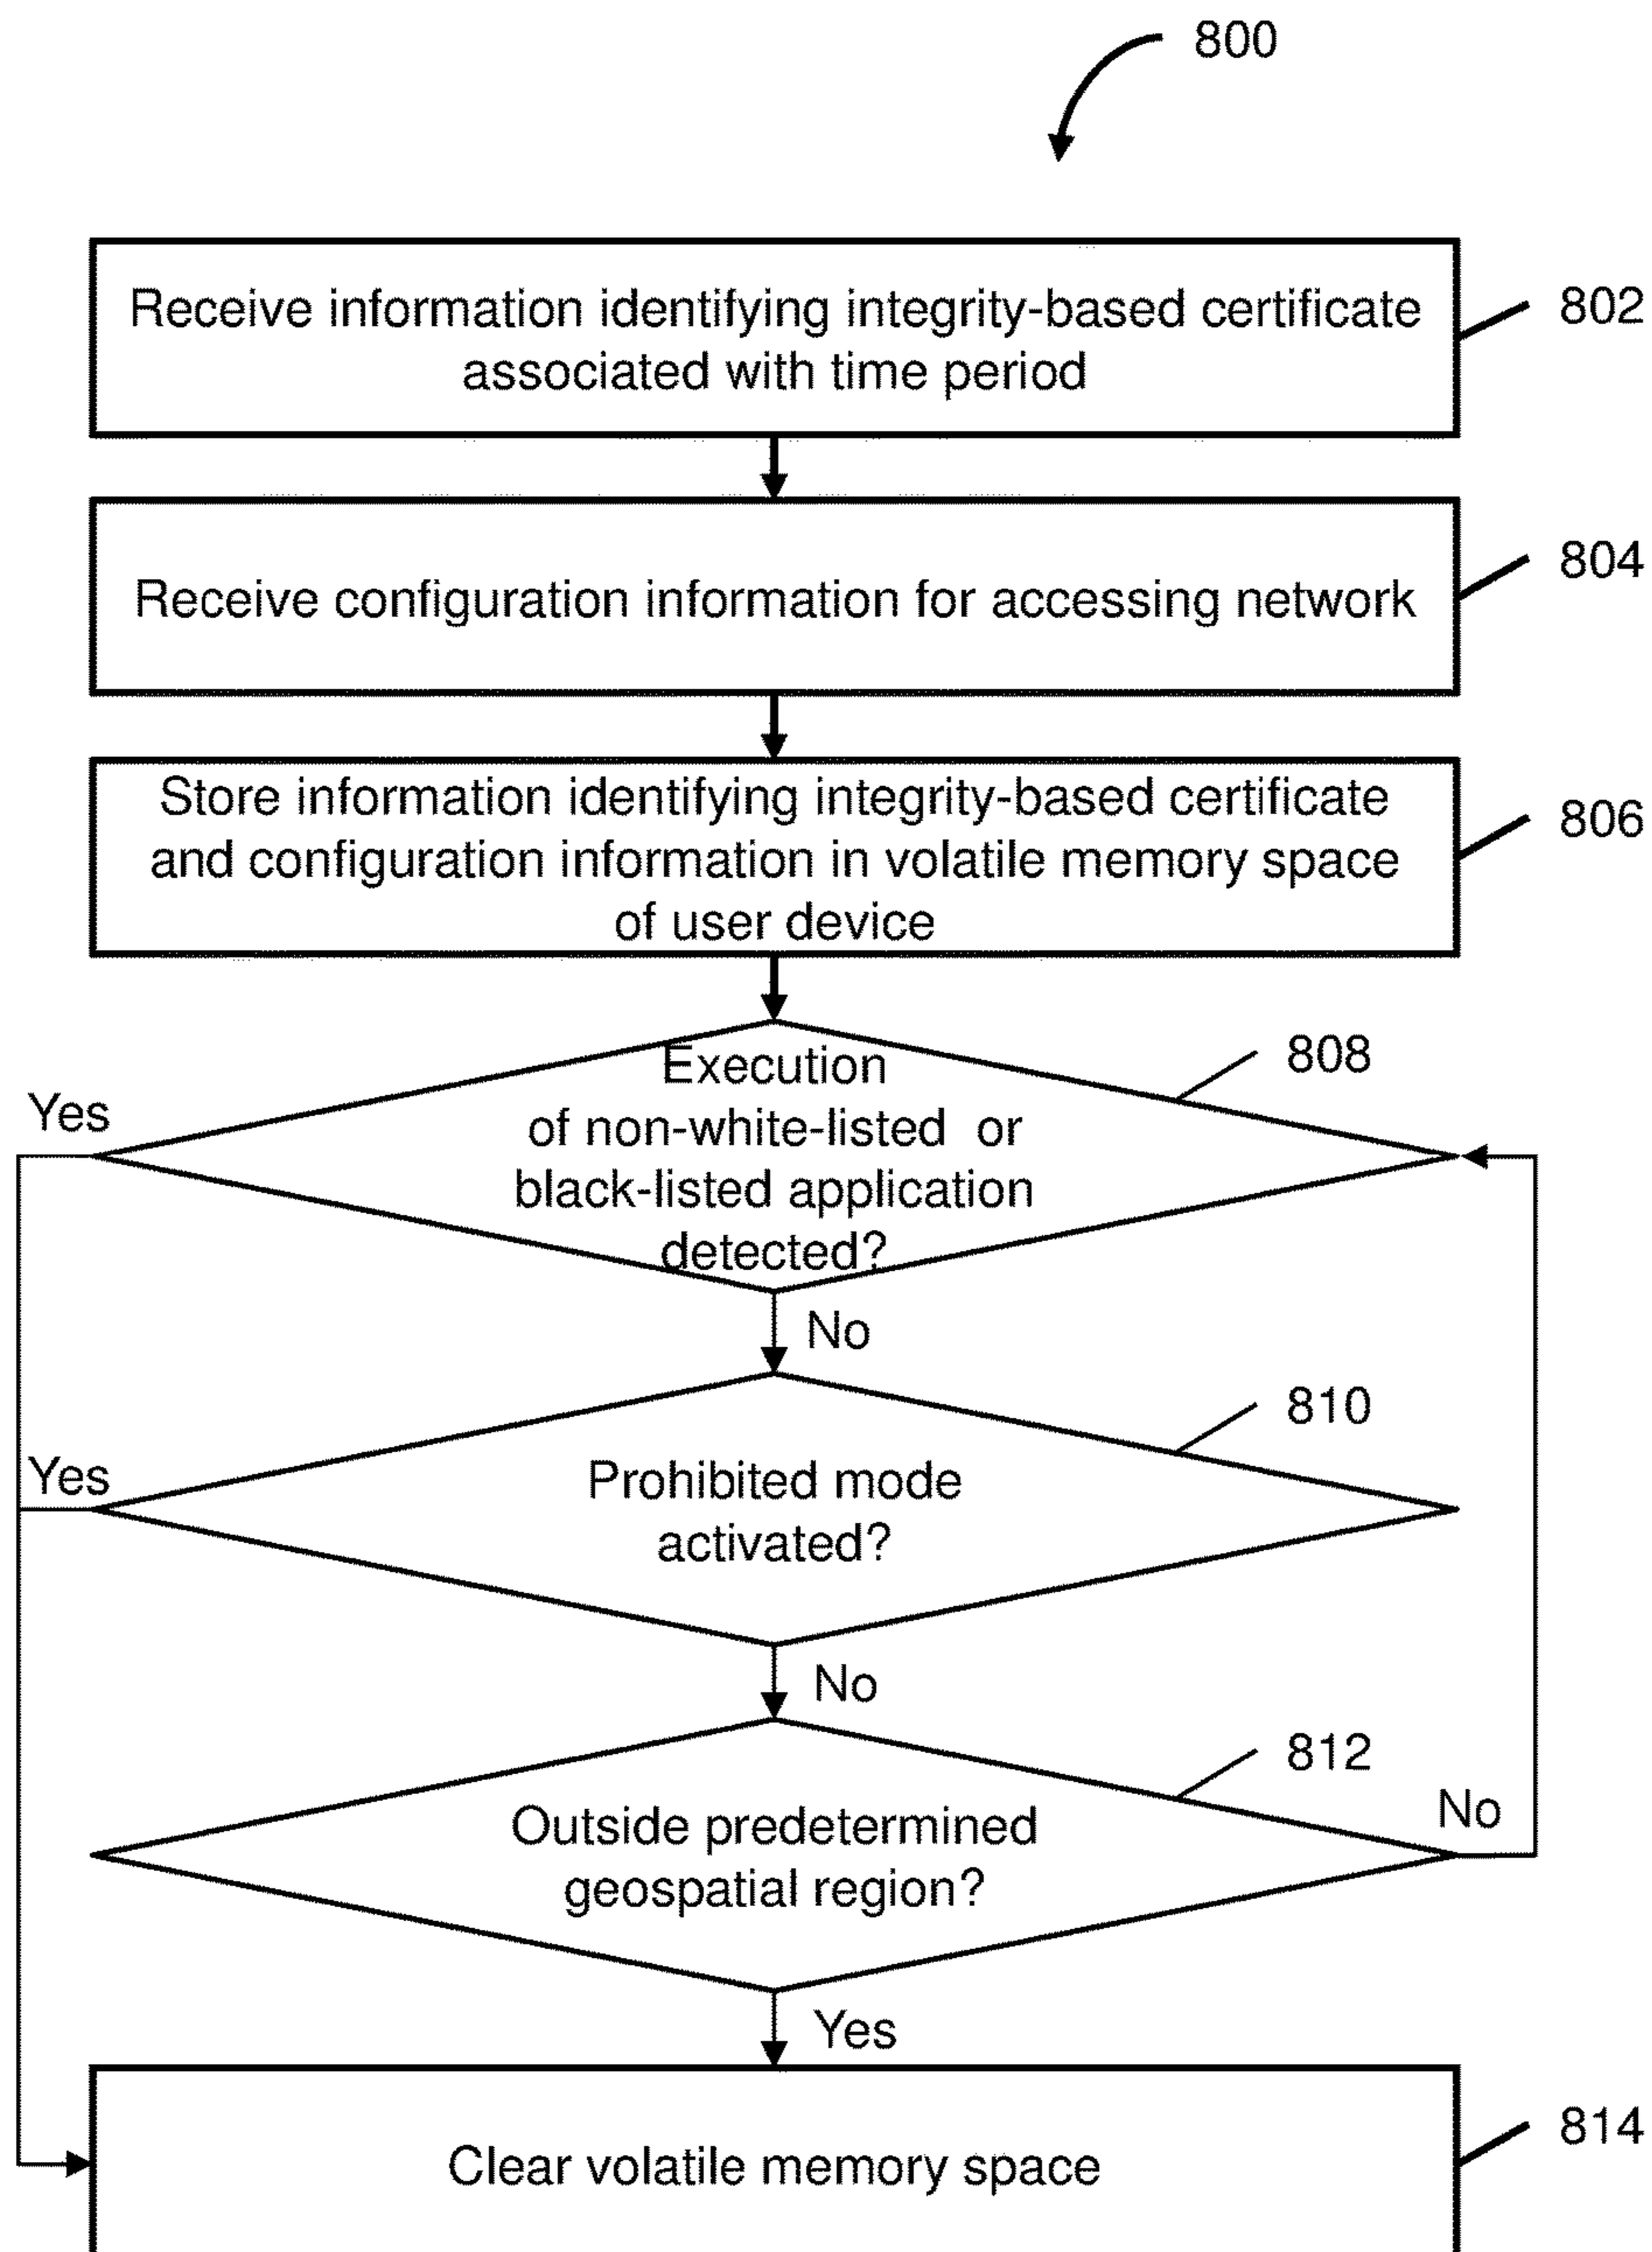 800
Receive information identifying integrity-based certificate
associated with time period
802
Receive configuration information for accessing network
804
Store information identifying integrity-based certificate
and configuration information in volatile memory space
of user device
806
Execution
of non-white-listed or
black-listed application
detected?
808
Yes
No
Prohibited mode
activated?
810
Yes
No
Outside predetermined
geospatial region?
812
No
Yes
Clear volatile memory space
814